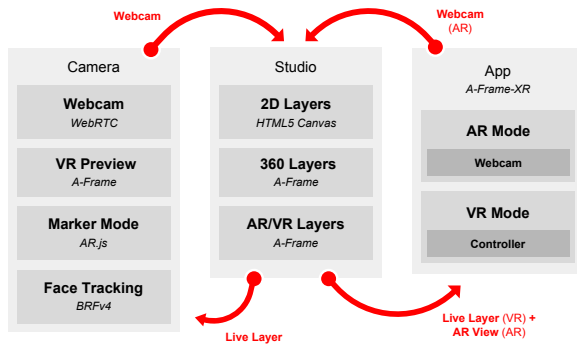 Webcam
Webcam
(AR)
Camera
Webcam
WebRTC
VR Preview
A-Frame
Marker Mode
AR.js
Face Tracking
BRFv4
Studio
2D Layers
HTML5 Canvas
360 Layers
A-Frame
AR/VR Layers
A-Frame
App
A-Frame-XR
AR Mode
Webcam
VR Mode
Controller
Live Layer
Live Layer (VR) +
AR View (AR)